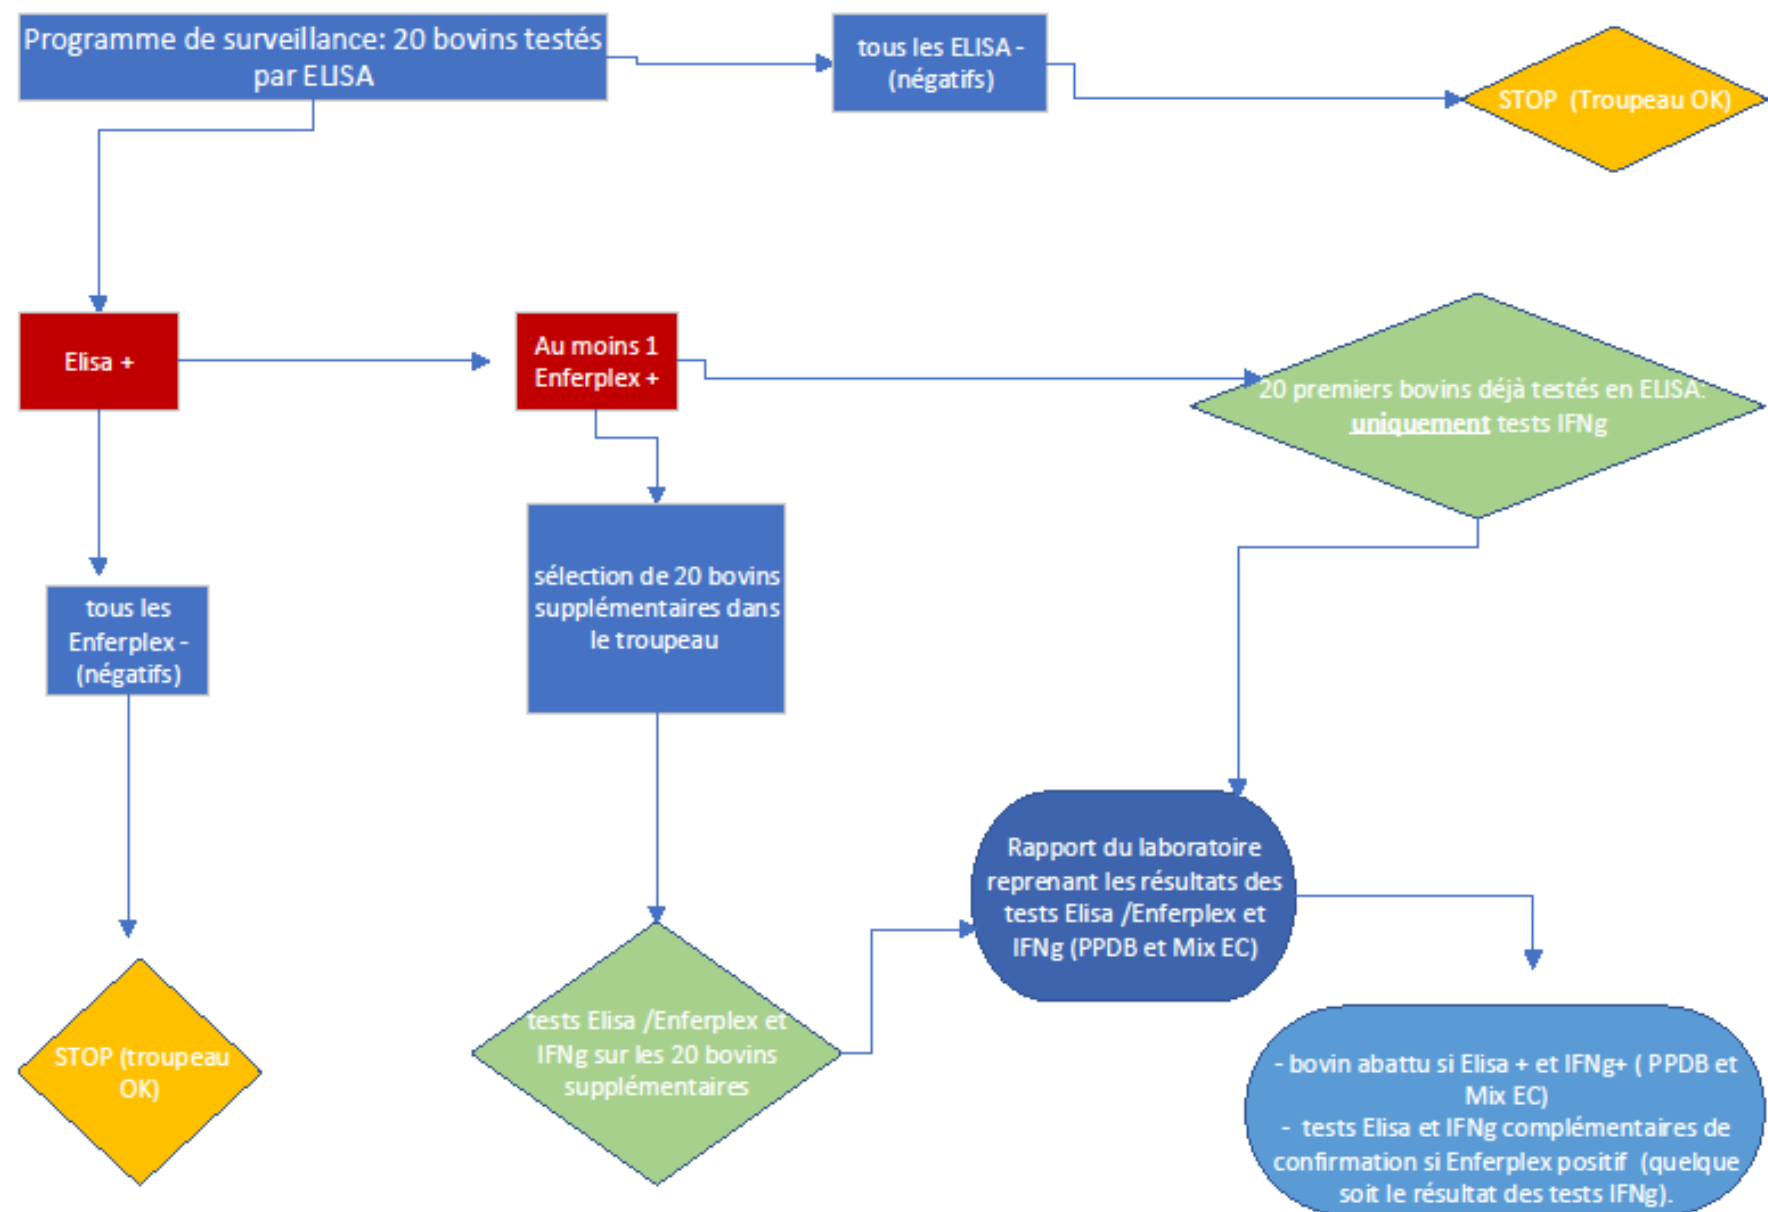 Programme de surveillance: 20 bovins testés
par ELISA
tous les ELISA -
(négatifs)
STOP (Troupeau OK)
Elisa +
Au moins 1
Enferplex +
20 premiers bovins déjà testés en ELISA:
uniquement tests IFNg
tous les
Enferplex -
(négatifs)
sélection de 20 bovins
supplémentaires dans
le troupeau
STOP (troupeau
OK)
tests Elisa /Enferplex et
IFNg sur les 20 bovins
supplémentaires
Rapport du laboratoire
reprenant les résultats des
tests Elisa /Enferplex et
IFNg (PPDB et Mix EC)
- bovin abattu si Elisa + et IFNg+ ( PPDB et
Mix EC)
- tests Elisa et IFNg complémentaires de
confirmation si Enferplex positif (quelque
soit le résultat des tests IFNg).